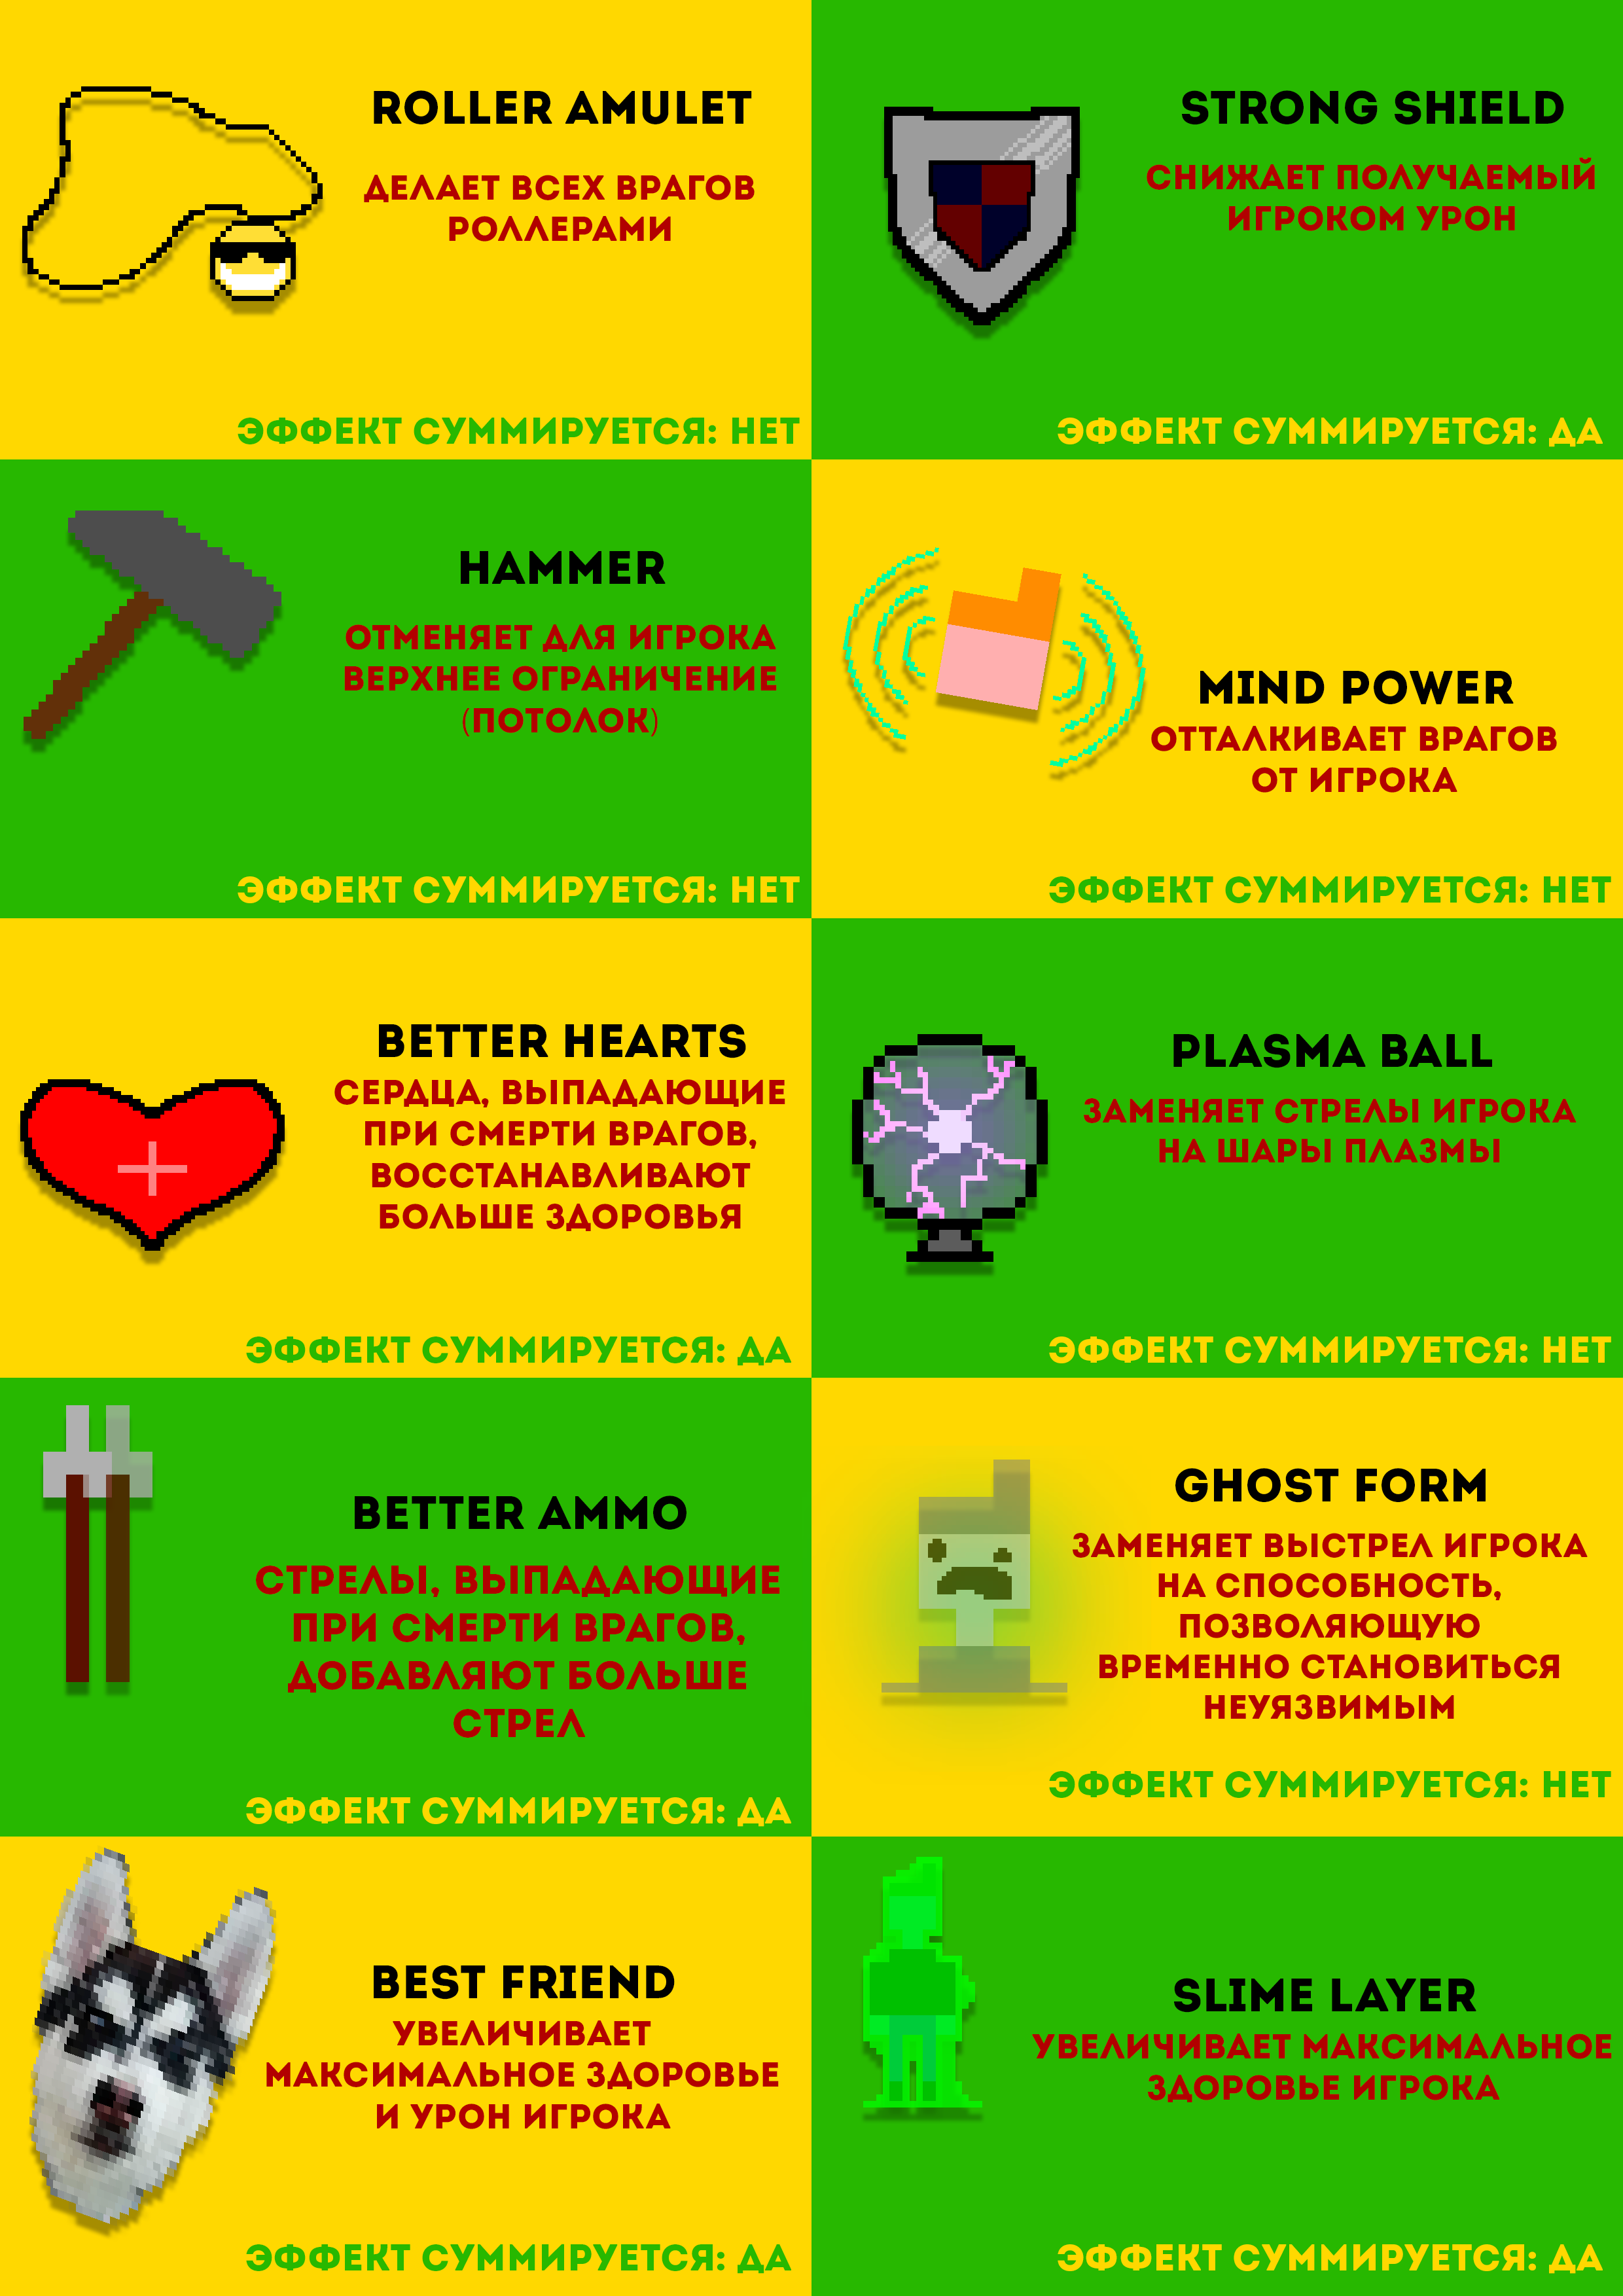 ROLLER AMULET
ДЕЛАЕТ ВСЕХ ВРАГОВ
РОЛЛЕРАМИ
ЭФФЕКТ СУММИРУЕТСЯ: НЕТ
STRONG SHIELD
СНИЖАЕТ ПОЛУЧАЕМЫЙ
ИГРОКОМ УРОН
ЭФФЕКТ СУММИРУЕТСЯ: ДА
HAMMER
ОТМЕНЯЕТ ДЛЯ ИГРОКА
ВЕРХНЕЕ ОГРАНИЧЕНИЕ
(ПОТОЛОК)
ЭФФЕКТ СУММИРУЕТСЯ: НЕТ
MIND POWER
ОТТАЛКИВАЕТ ВРАГОВ
ОТ ИГРОКА
ЭФФЕКТ СУММИРУЕТСЯ: НЕТ
BETTER HEARTS
СЕРДЦА, ВЫПАДАЮЩИЕ
ПРИ СМЕРТИ ВРАГОВ,
ВОССТАНАВЛИВАЮТ
БОЛЬШЕ ЗДОРОВЬЯ
ЭФФЕКТ СУММИРУЕТСЯ: ДА
PLASMA BALL
ЗАМЕНЯЕТ СТРЕЛЫ ИГРОКА
НА ШАРЫ ПЛАЗМЫ
ЭФФЕКТ СУММИРУЕТСЯ: НЕТ
BETTER AMMO
СТРЕЛЫ, ВЫПАДАЮЩИЕ
ПРИ СМЕРТИ ВРАГОВ,
ДОБАВЛЯЮТ БОЛЬШЕ
СТРЕЛ
ЭФФЕКТ СУММИРУЕТСЯ: ДА
GHOST FORM
ЗАМЕНЯЕТ ВЫСТРЕЛ ИГРОКА
НА СПОСОБНОСТЬ,
ПОЗВОЛЯЮЩУЮ
ВРЕМЕННО СТАНОВИТЬСЯ
НЕУЯЗВИМЫМ
ЭФФЕКТ СУММИРУЕТСЯ: НЕТ
BEST FRIEND
УВЕЛИЧИВАЕТ
МАКСИМАЛЬНОЕ ЗДОРОВЬЕ
И УРОН ИГРОКА
ЭФФЕКТ СУММИРУЕТСЯ: ДА
SLIME LAYER
УВЕЛИЧИВАЕТ МАКСИМАЛЬНОЕ
ЗДОРОВЬЕ ИГРОКА
ЭФФЕКТ СУММИРУЕТСЯ: ДА